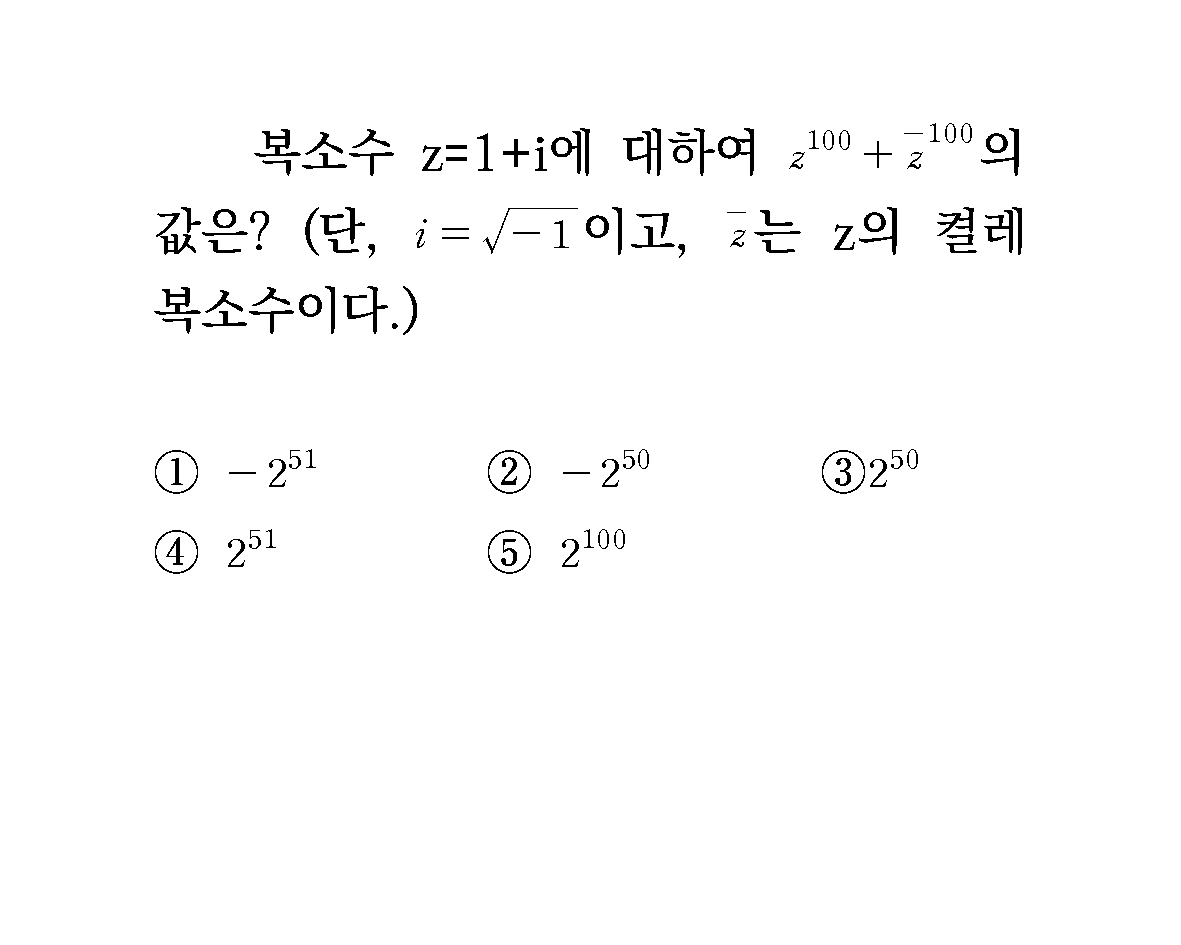 복소수 z=1+i에 대하여 $z^{100}+\overline{z}^{100}$의
값은? (단, $i=\sqrt{-1}$이고, $\overline{z}$는 z의 켤레
복소수이다.)
① $-2^{51}$ ② $-2^{50}$ ③$2^{50}$
④ $2^{51}$ ⑤ $2^{100}$